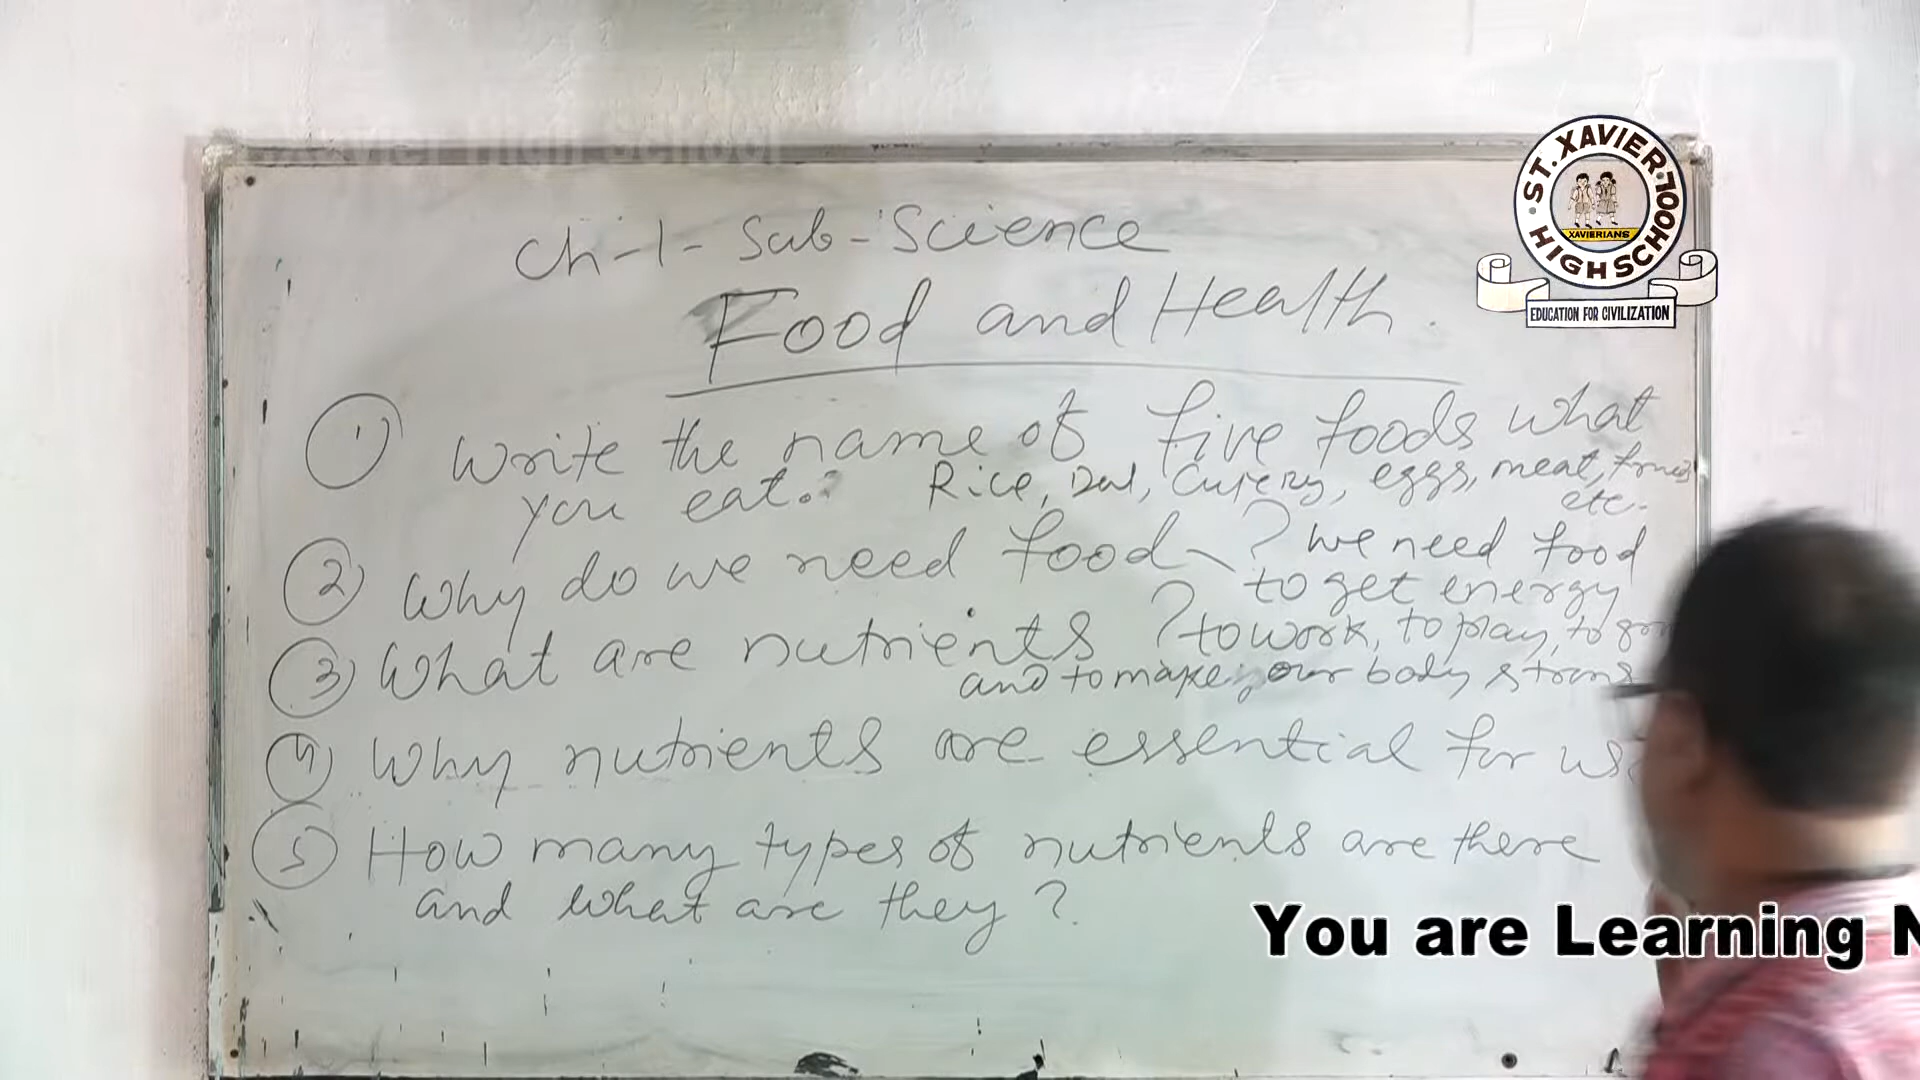 Xavier High School
ST. XAVIER HIGH SCHOOL
XAVIERIANS
EDUCATION FOR CIVILIZATION
Ch-1- Sub-Science
Food and Health.
1 Write the name of five foods what
you eat.? Rice, Dal, eggs, meat,
etc.
2 Why do we need food ? We need food
to get energy
3 What are nutrients ? to work, to play, to
and to make our body
4 Why nutrients are essential for us
5 How many types of nutrients are there
and what are they ?
You are Learning